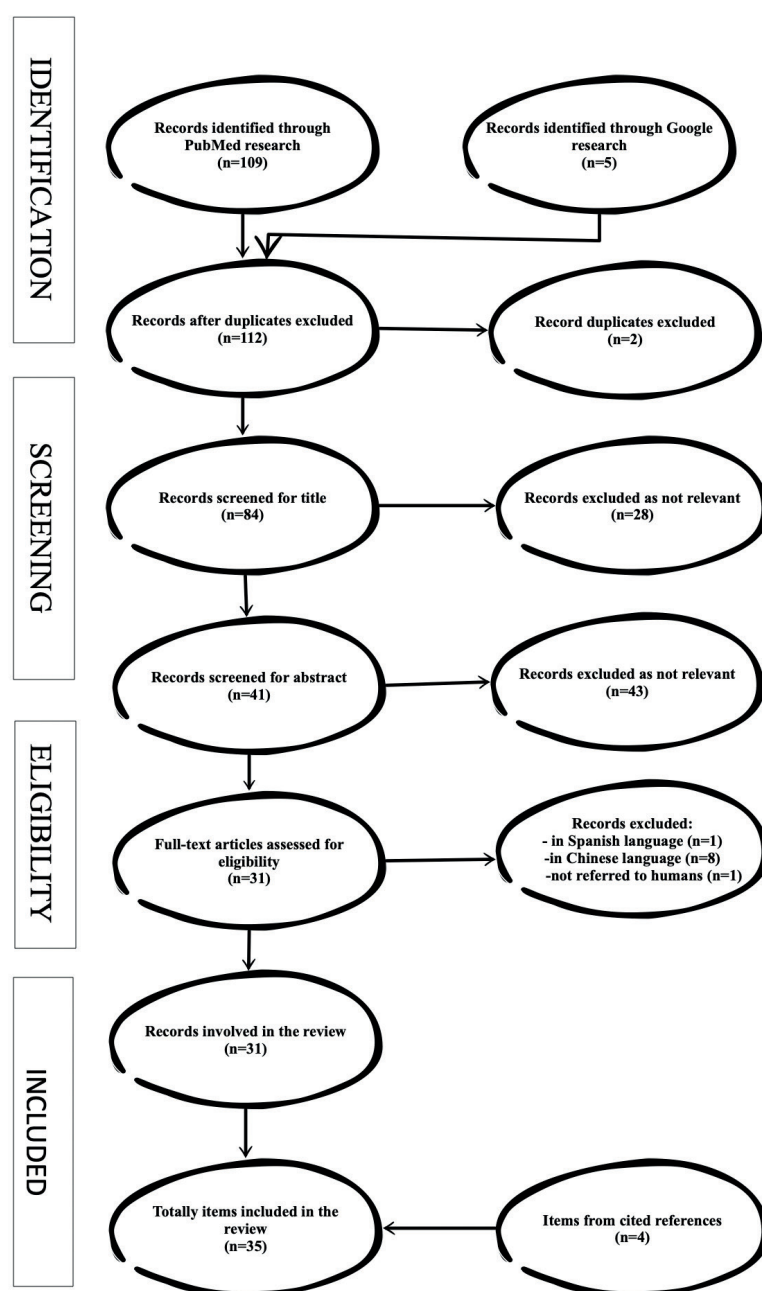 IDENTIFICATION
Records identified through
PubMed research
(n=109)
Records identified through Google
research
(n=5)
Records after duplicates excluded
(n=112)
Record duplicates excluded
(n=2)
SCREENING
Records screened for title
(n=84)
Records excluded as not relevant
(n=28)
Records screened for abstract
(n=41)
Records excluded as not relevant
(n=43)
ELIGIBILITY
Full-text articles assessed for
eligibility
(n=31)
Records excluded:
- in Spanish language (n=1)
-in Chinese language (n=8)
-not referred to humans (n=1)
INCLUDED
Records involved in the review
(n=31)
Totally items included in the
review
(n=35)
Items from cited references
(n=4)